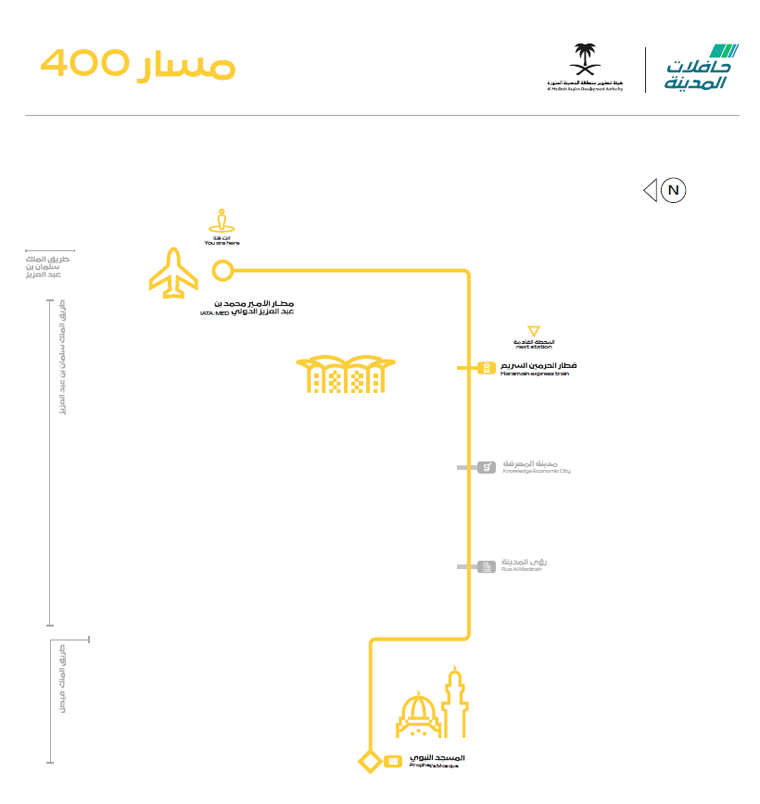 مسار 400
هيئة تطوير منطقة المدينة المنورة
Al Madinah Region Development Authority
حافلات
المدينة
N
أنت هنا
You are here
طريق الملك
سلمان بن
عبد العزيز
مطار الأمير محمد بن
عبد العزيز الدولي IATA: MED
طريق الملك سلمان بن عبد العزيز
المحطة القادمة
next station
قطار الحرمين السريع
Haramain express train
مدينة المعرفة
Knowledge Economic City
رؤى المدينة
Rua Al Madinah
طريق الملك فيصل
المسجد النبوي
Prophet's Mosque